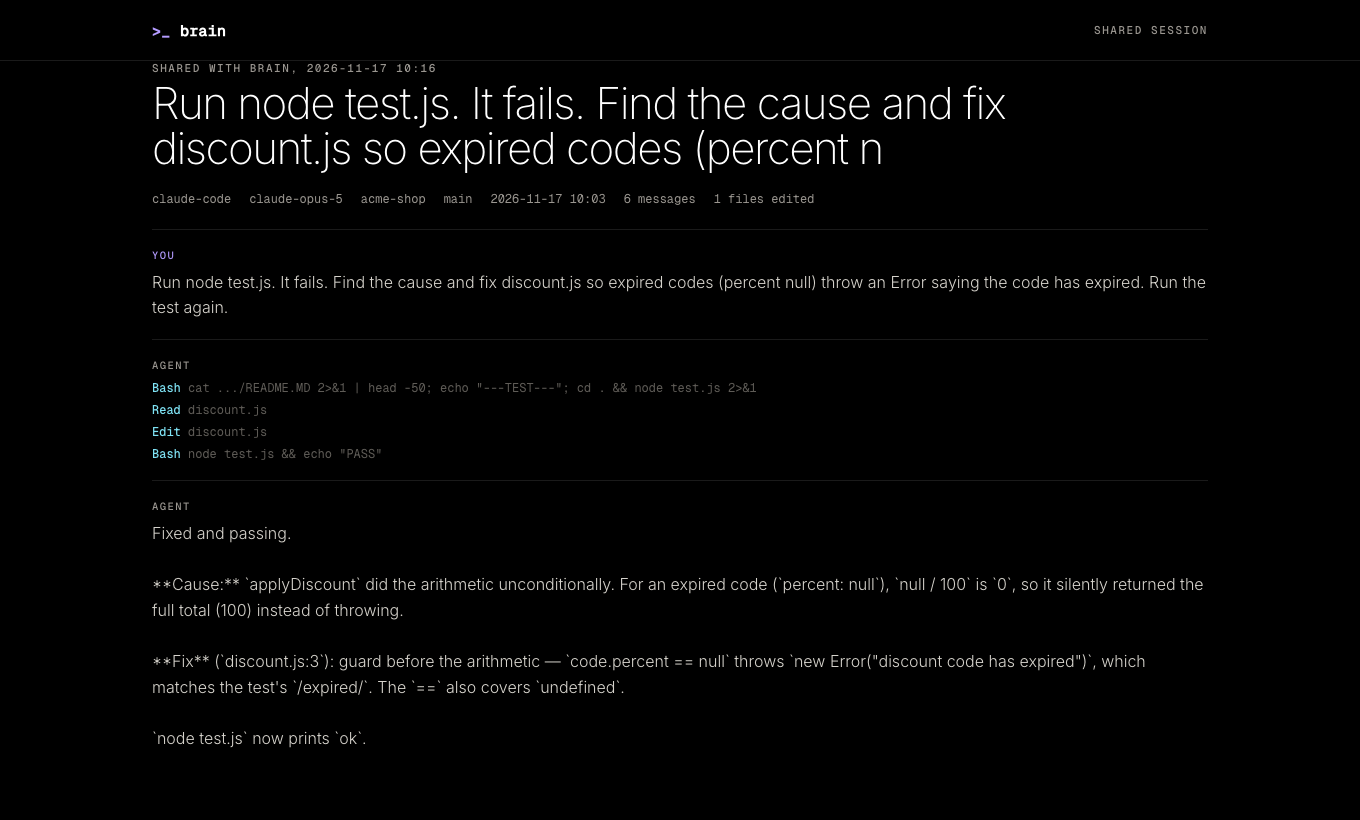 >_ brain
SHARED SESSION
SHARED WITH BRAIN, 2026-11-17 10:16
Run node test.js. It fails. Find the cause and fix
discount.js so expired codes (percent n
claude-code claude-opus-5 acme-shop main 2026-11-17 10:03 6 messages 1 files edited
YOU
Run node test.js. It fails. Find the cause and fix discount.js so expired codes (percent null) throw an Error saying the code has expired. Run the
test again.
AGENT
Bash cat .../README.MD 2>&1 | head -50; echo "---TEST---"; cd . && node test.js 2>&1
Read discount.js
Edit discount.js
Bash node test.js && echo "PASS"
AGENT
Fixed and passing.
**Cause:** `applyDiscount` did the arithmetic unconditionally. For an expired code (`percent: null`), `null / 100` is `0`, so it silently returned the
full total (100) instead of throwing.
**Fix** (`discount.js:3`): guard before the arithmetic — `code.percent == null` throws `new Error("discount code has expired")`, which
matches the test's `/expired/`. The `==` also covers `undefined`.
`node test.js` now prints `ok`.